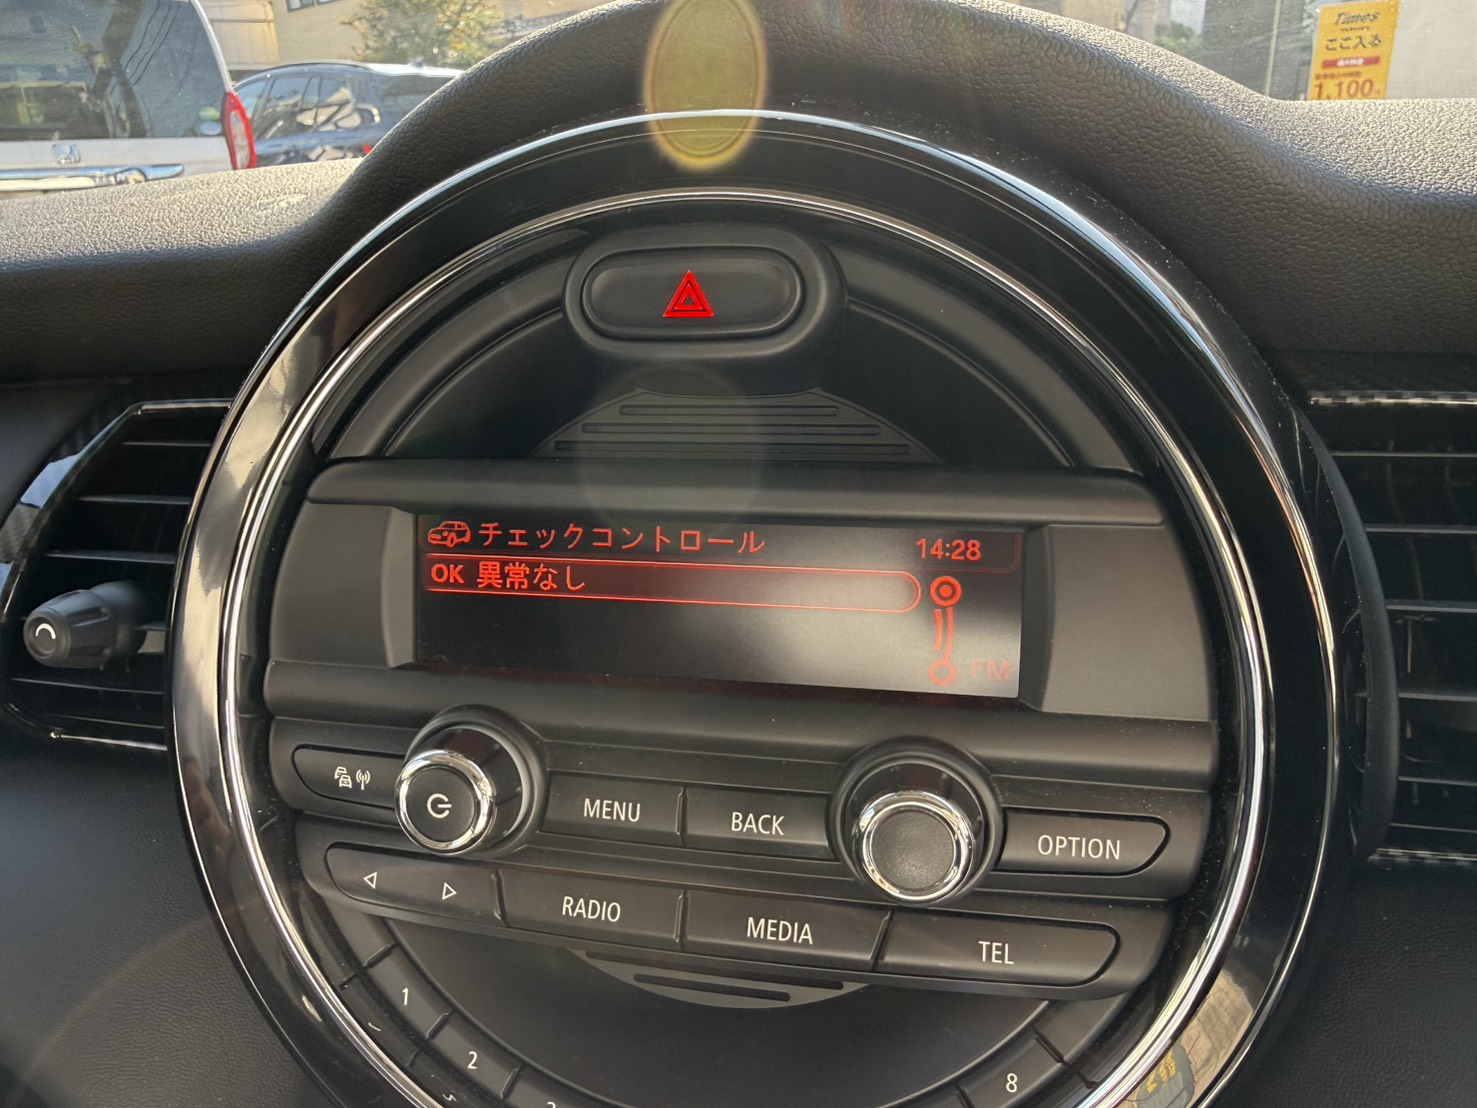 Times
ここ入る
1,100
チェックコントロール
14:28
OK 異常なし
FM
MENU
BACK
OPTION
RADIO
MEDIA
TEL
1
2
8